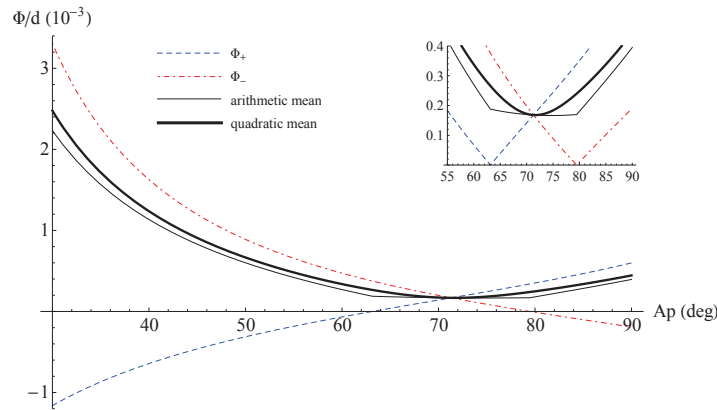 Φ/d (10⁻³)
Φ₊
Φ₋
arithmetic mean
quadratic mean
3
2
1
−1
40 50 60 70 80 90
Ap (deg)
0.4
0.3
0.2
0.1
55 60 65 70 75 80 85 90